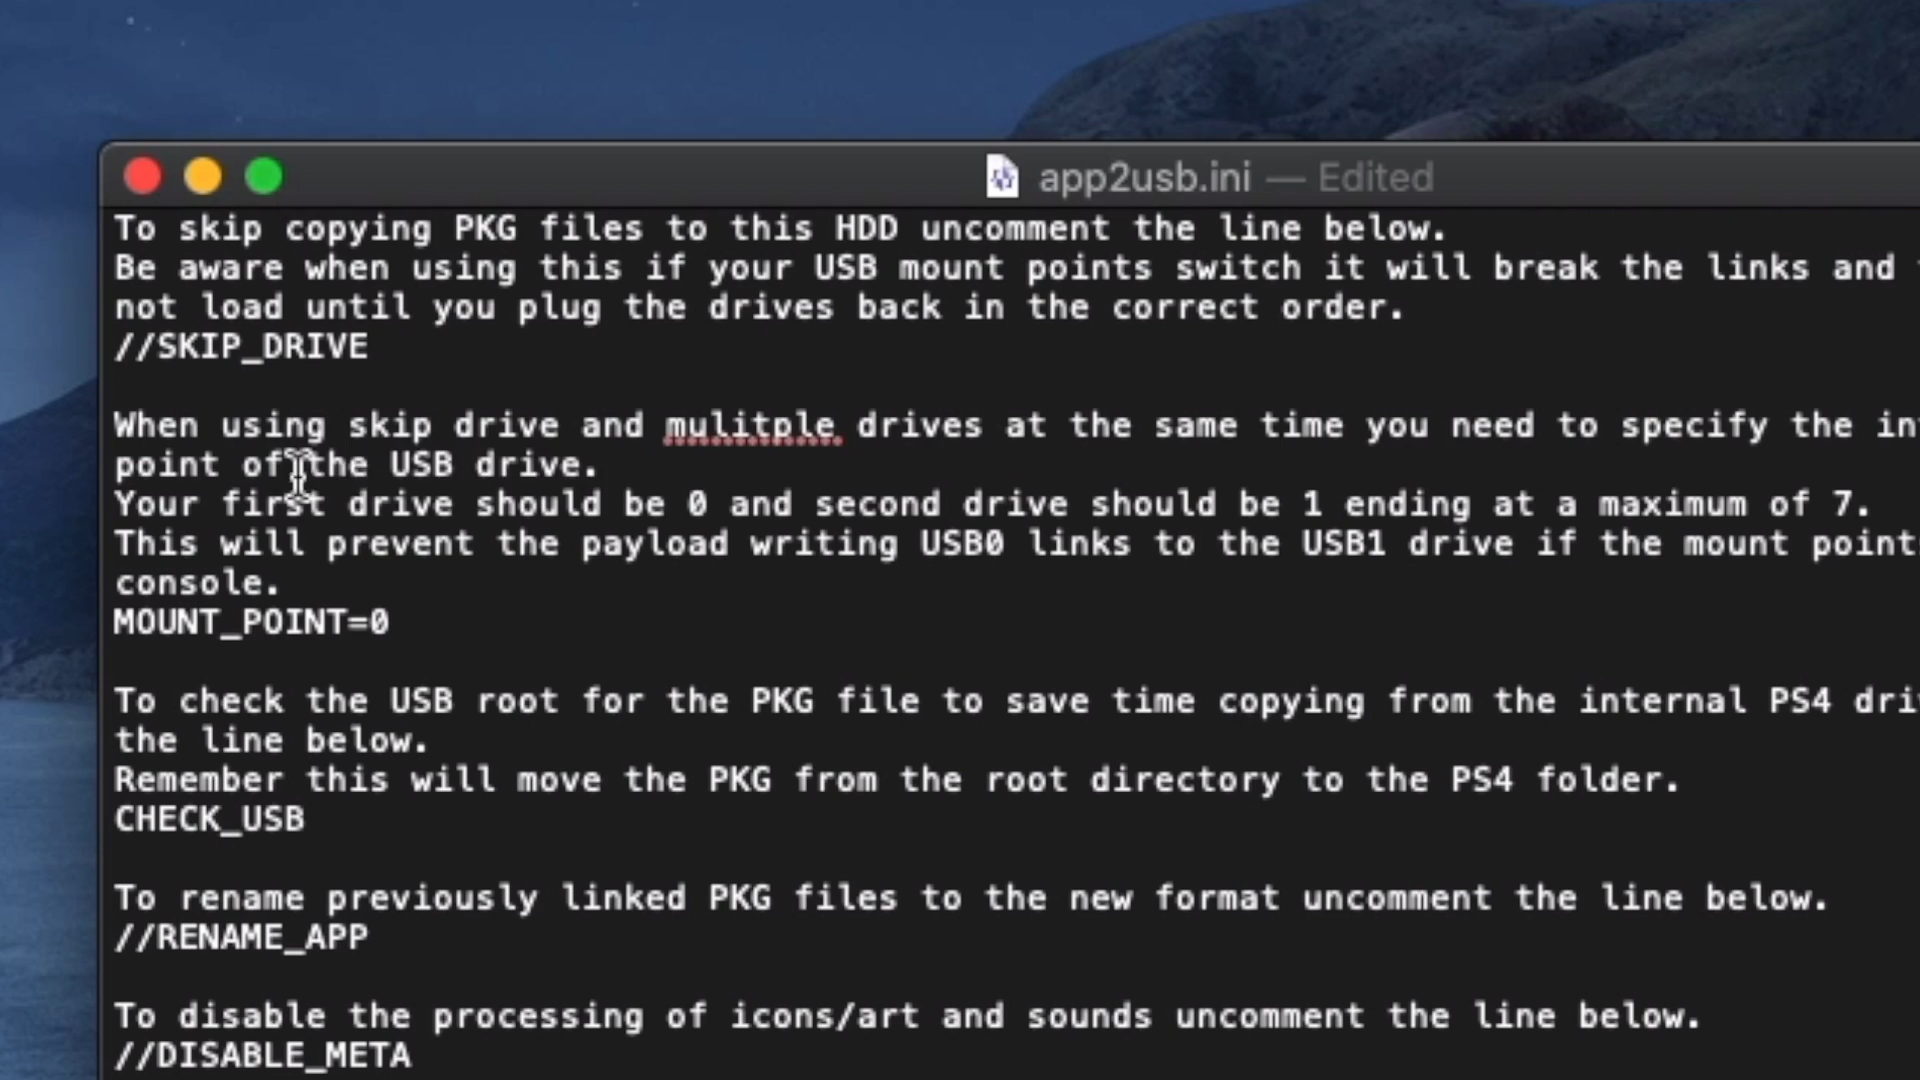 app2usb.ini — Edited
To skip copying PKG files to this HDD uncomment the line below.
Be aware when using this if your USB mount points switch it will break the links and
not load until you plug the drives back in the correct order.
//SKIP_DRIVE
When using skip drive and mulitple drives at the same time you need to specify the
point of the USB drive.
Your first drive should be 0 and second drive should be 1 ending at a maximum of 7.
This will prevent the payload writing USB0 links to the USB1 drive if the mount
console.
MOUNT_POINT=0
To check the USB root for the PKG file to save time copying from the internal PS4
the line below.
Remember this will move the PKG from the root directory to the PS4 folder.
CHECK_USB
To rename previously linked PKG files to the new format uncomment the line below.
//RENAME_APP
To disable the processing of icons/art and sounds uncomment the line below.
//DISABLE_META